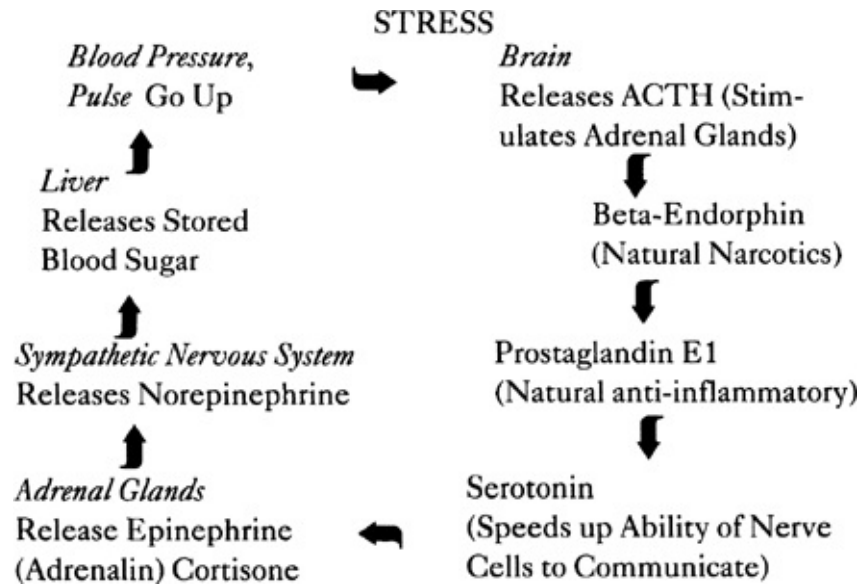 STRESS
Blood Pressure,
Pulse Go Up
Brain
Releases ACTH (Stim-
ulates Adrenal Glands)
Beta-Endorphin
(Natural Narcotics)
Prostaglandin E1
(Natural anti-inflammatory)
Serotonin
(Speeds up Ability of Nerve
Cells to Communicate)
Adrenal Glands
Release Epinephrine
(Adrenalin) Cortisone
Sympathetic Nervous System
Releases Norepinephrine
Liver
Releases Stored
Blood Sugar